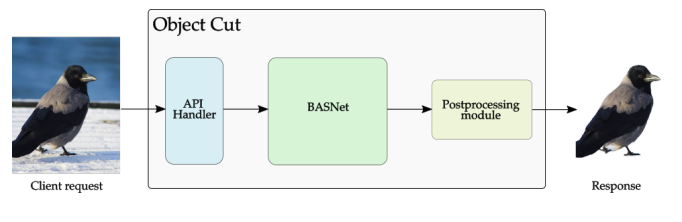 Object Cut
API
Handler
BASNet
Postprocessing
module
Client request
Response